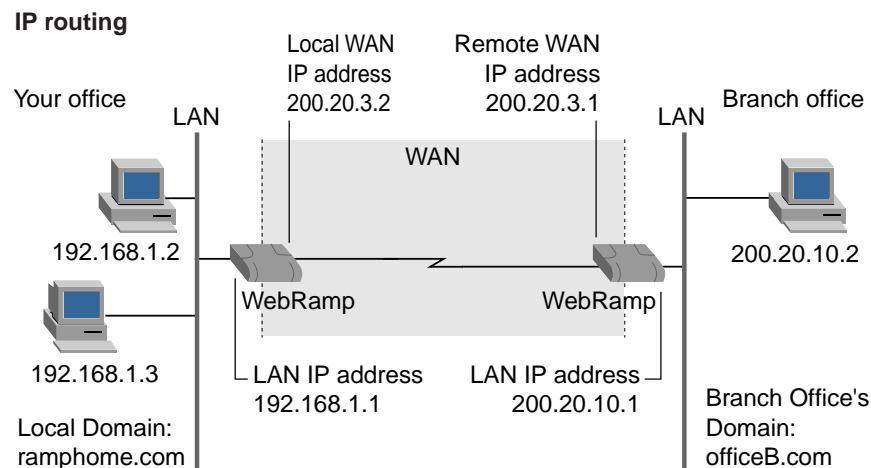 IP routing
Local WAN
IP address
200.20.3.2
Remote WAN
IP address
200.20.3.1
Your office
LAN
LAN
Branch office
WAN
192.168.1.2
200.20.10.2
WebRamp
WebRamp
192.168.1.3
LAN IP address
192.168.1.1
LAN IP address
200.20.10.1
Local Domain:
ramphome.com
Branch Office's
Domain:
officeB.com